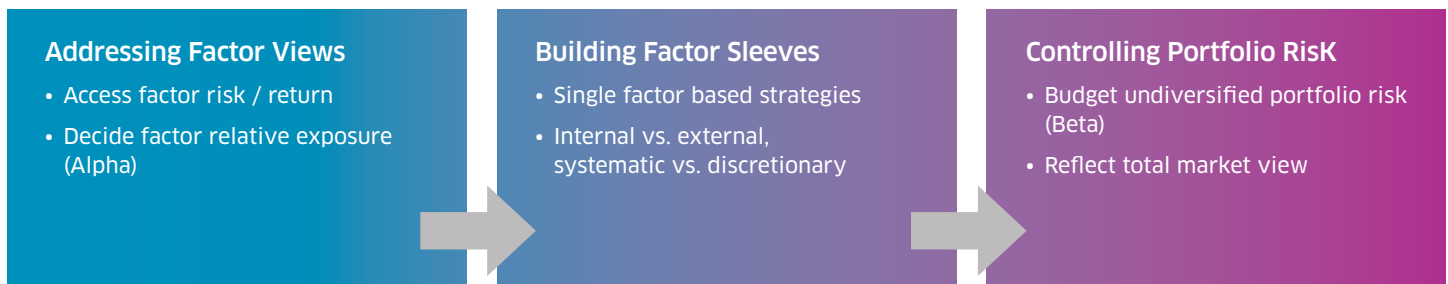 Addressing Factor Views
• Access factor risk / return
• Decide factor relative exposure
(Alpha)
Building Factor Sleeves
• Single factor based strategies
• Internal vs. external,
systematic vs. discretionary
Controlling Portfolio RisK
• Budget undiversified portfolio risk
(Beta)
• Reflect total market view